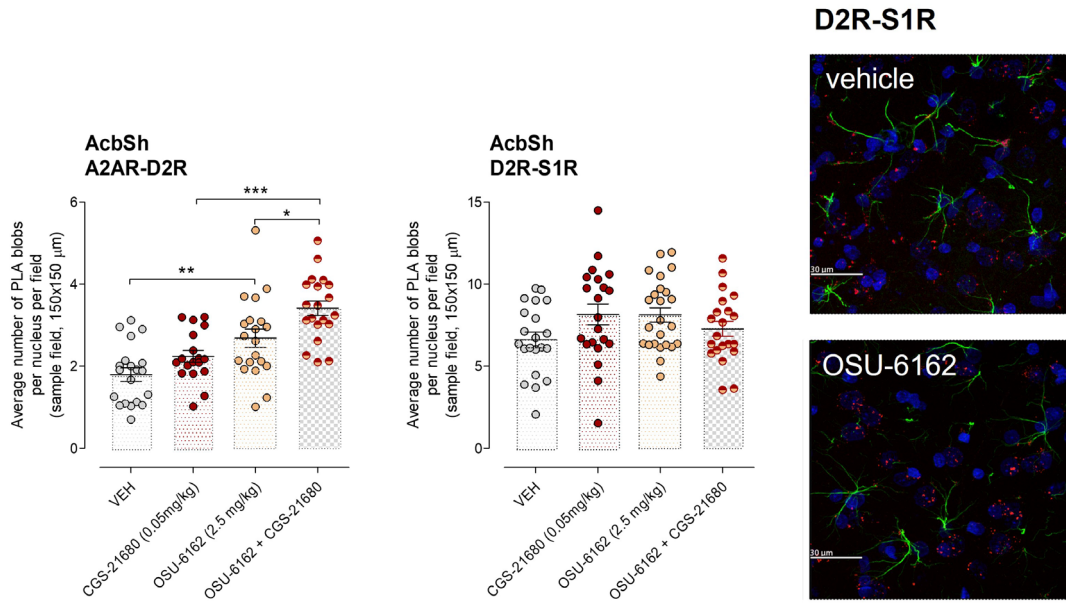 D2R-S1R
vehicle
30 µm
OSU-6162
30 µm
AcbSh
A2AR-D2R
Average number of PLA blobs
per nucleus per field
(sample field, 150x150 µm)
6
4
2
0
***
*
**
VEH
CGS-21680 (0.05mg/kg)
OSU-6162 (2.5 mg/kg)
OSU-6162 + CGS-21680
AcbSh
D2R-S1R
Average number of PLA blobs
per nucleus per field
(sample field, 150x150 µm)
15
10
5
0
VEH
CGS-21680 (0.05mg/kg)
OSU-6162 (2.5 mg/kg)
OSU-6162 + CGS-21680